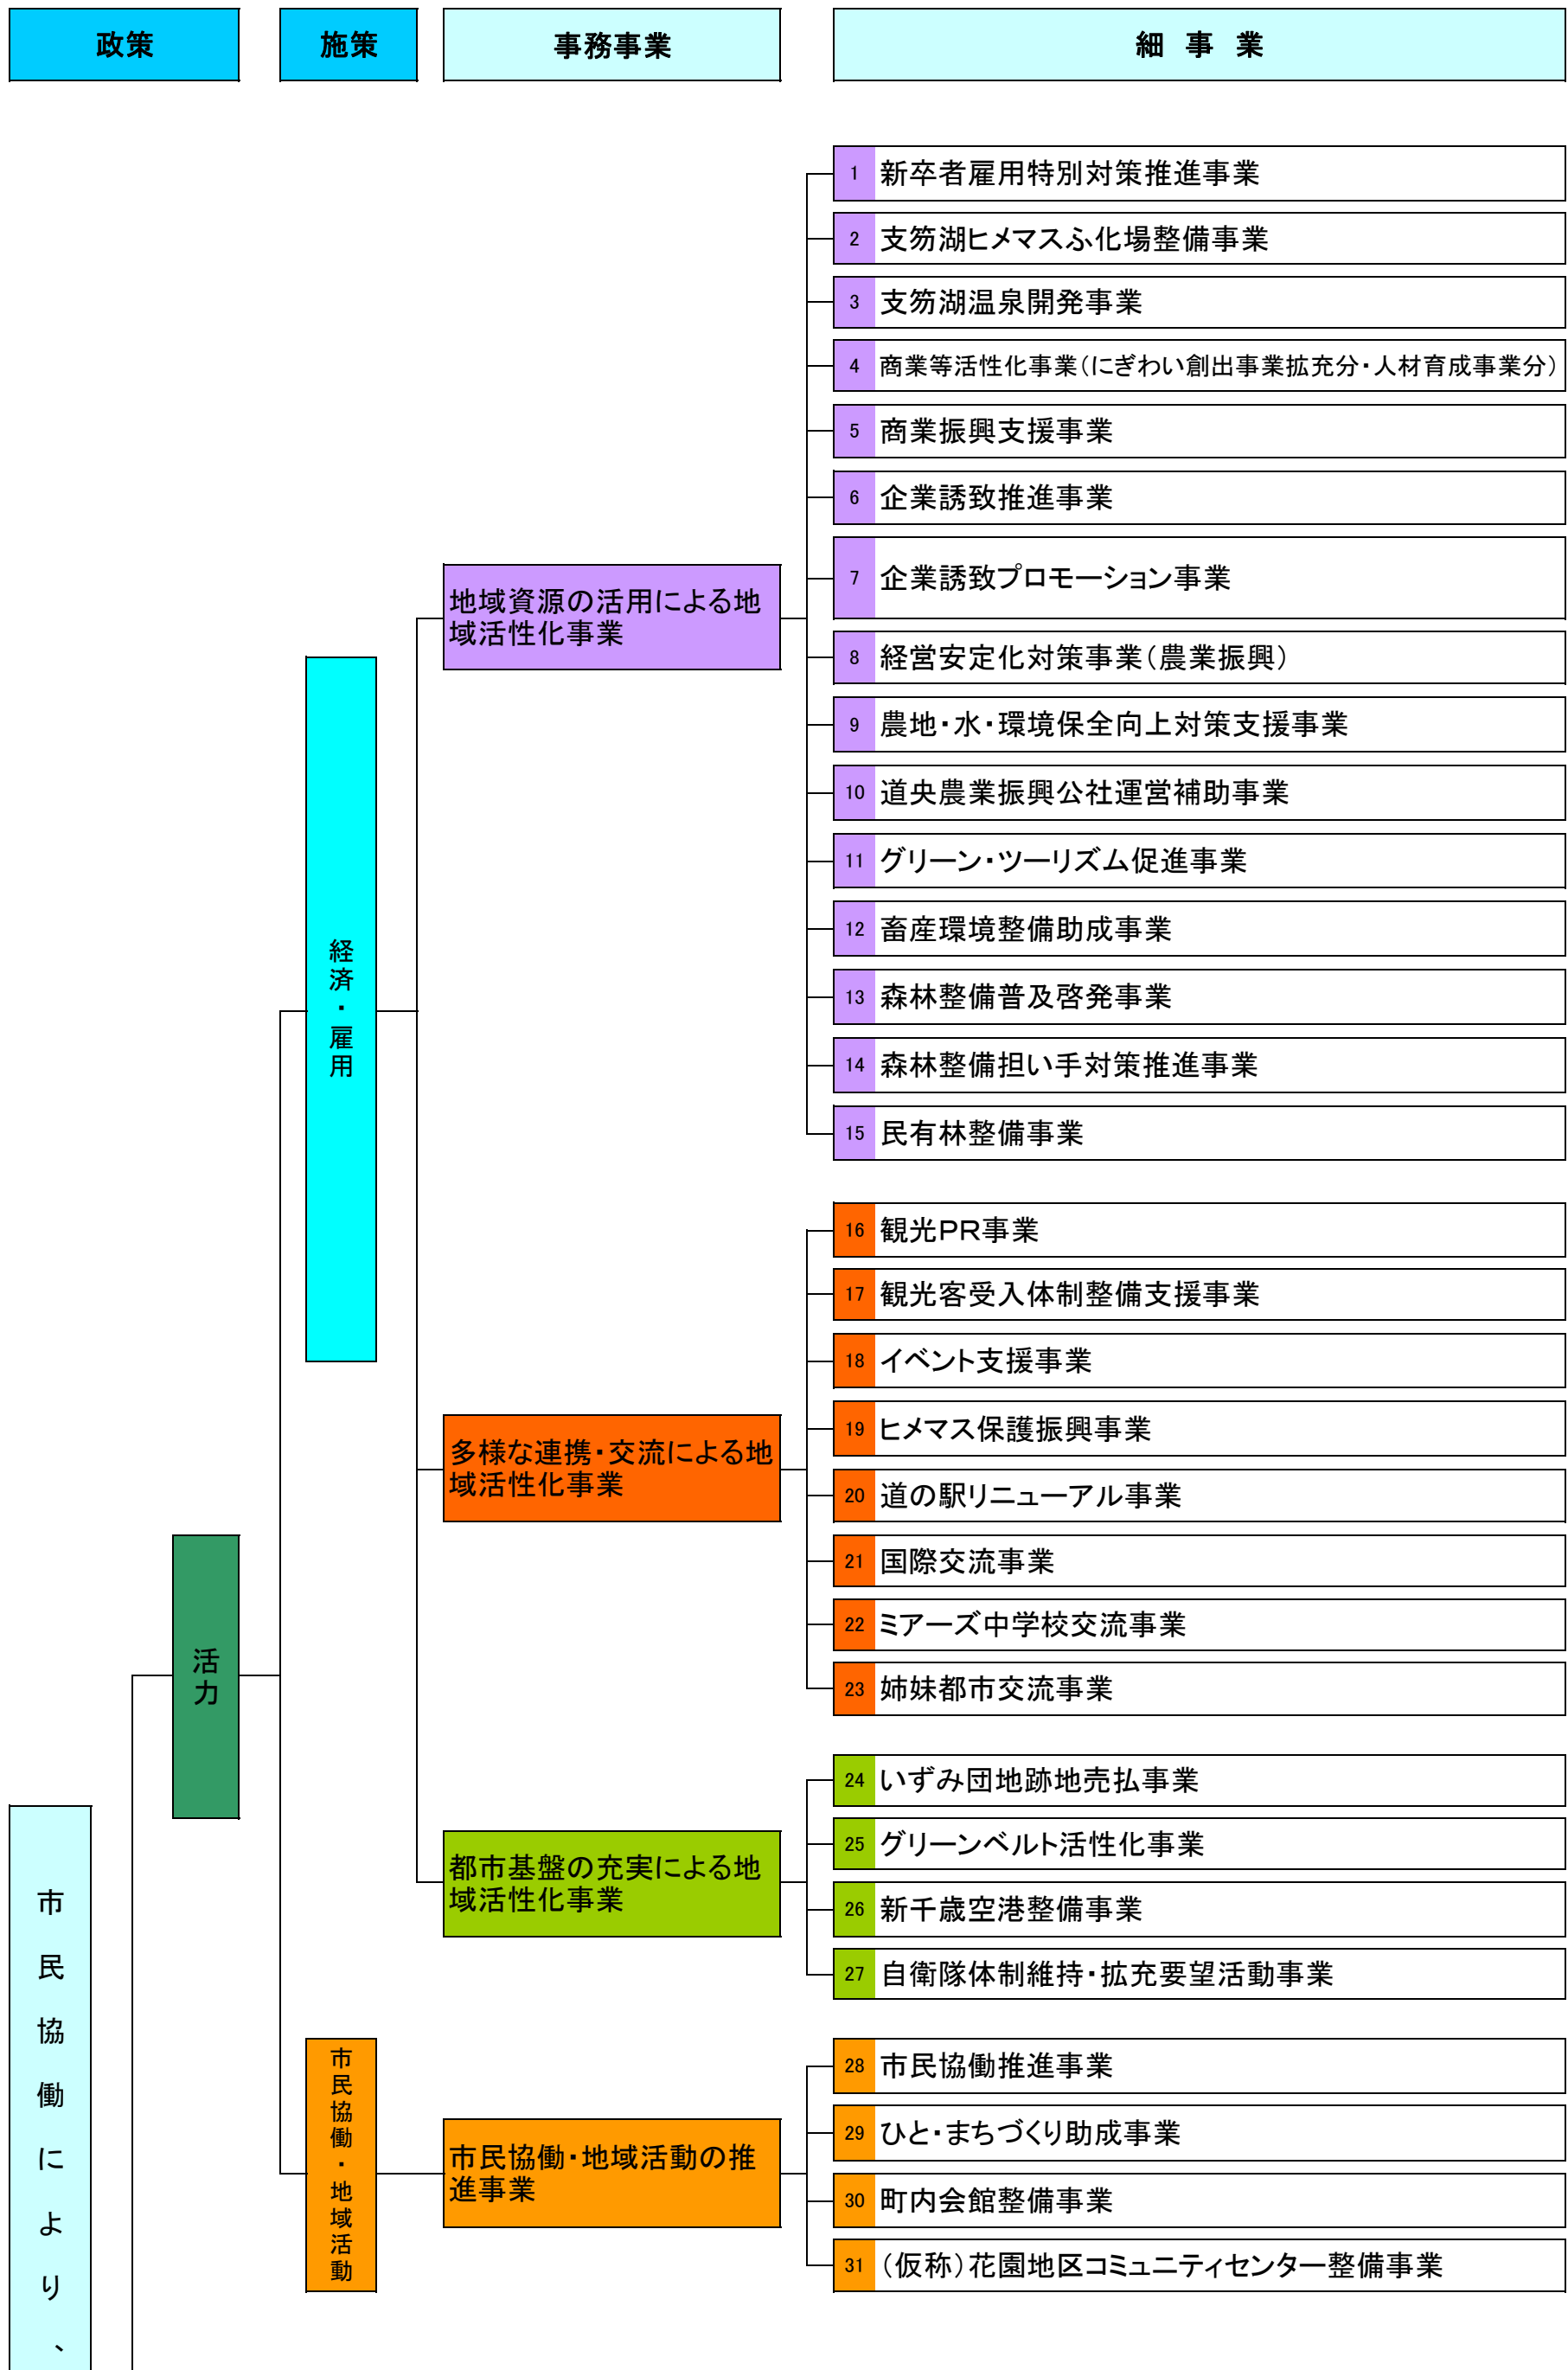 政策
施策
事務事業
細 事 業
1 新卒者雇用特別対策推進事業
2 支笏湖ヒメマスふ化場整備事業
3 支笏湖温泉開発事業
4 商業等活性化事業（にぎわい創出事業拡充分・人材育成事業分）
5 商業振興支援事業
6 企業誘致推進事業
7 企業誘致プロモーション事業
地域資源の活用による地
域活性化事業
8 経営安定化対策事業（農業振興）
9 農地・水・環境保全向上対策支援事業
10 道央農業振興公社運営補助事業
11 グリーン・ツーリズム促進事業
12 畜産環境整備助成事業
経済・雇用
13 森林整備普及啓発事業
14 森林整備担い手対策推進事業
15 民有林整備事業
16 観光PR事業
17 観光客受入体制整備支援事業
18 イベント支援事業
19 ヒメマス保護振興事業
多様な連携・交流による地
域活性化事業
20 道の駅リニューアル事業
21 国際交流事業
22 ミアーズ中学校交流事業
活力
23 姉妹都市交流事業
24 いずみ団地跡地売払事業
25 グリーンベルト活性化事業
都市基盤の充実による地
域活性化事業
26 新千歳空港整備事業
27 自衛隊体制維持・拡充要望活動事業
市民協働により、
市民協働・地域活動
市民協働・地域活動の推
進事業
28 市民協働推進事業
29 ひと・まちづくり助成事業
30 町内会館整備事業
31 （仮称）花園地区コミュニティセンター整備事業